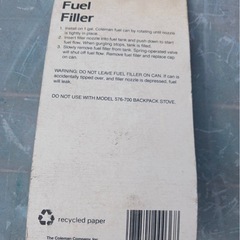 Fuel
Filler
1. Install on 1 gal. Coleman fuel can by rotating until nozzle
is tightly in place.
2. Insert filler nozzle into fuel tank and push down to start
fuel flow. When gurgling stops, tank is filled.
3. Slowly remove filler from tank. Spring-operated valve
will shut off fuel flow. Remove fuel filler and replace cap
on can.
WARNING: DO NOT LEAVE FUEL FILLER ON CAN. If can is
accidentally tipped over, and filler nozzle is depressed, fuel
will leak.
DO NOT USE WITH MODEL 576-700 BACKPACK STOVE.
recycled paper
The Coleman Company, Inc.